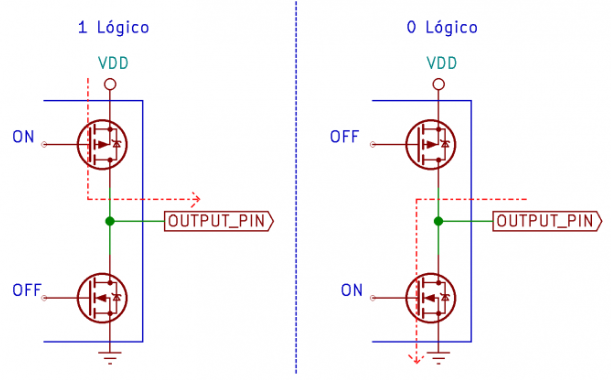 1 Lógico
VDD
ON
OUTPUT_PIN
OFF
0 Lógico
VDD
OFF
OUTPUT_PIN
ON